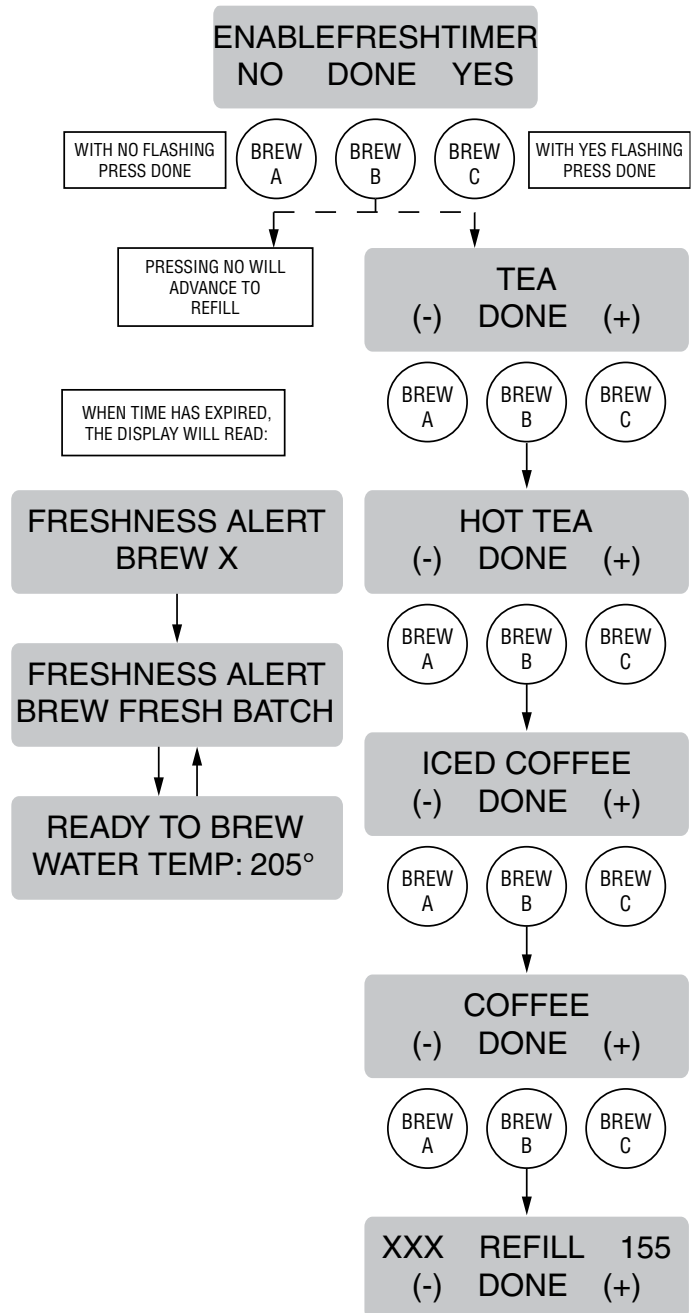 ENABLEFRESHTIMER
NO DONE YES
WITH NO FLASHING
PRESS DONE
BREW
A
BREW
B
BREW
C
WITH YES FLASHING
PRESS DONE
PRESSING NO WILL
ADVANCE TO
REFILL
TEA
(-) DONE (+)
BREW
A
BREW
B
BREW
C
WHEN TIME HAS EXPIRED,
THE DISPLAY WILL READ:
FRESHNESS ALERT
BREW X
FRESHNESS ALERT
BREW FRESH BATCH
READY TO BREW
WATER TEMP: 205°
HOT TEA
(-) DONE (+)
BREW
A
BREW
B
BREW
C
ICED COFFEE
(-) DONE (+)
BREW
A
BREW
B
BREW
C
COFFEE
(-) DONE (+)
BREW
A
BREW
B
BREW
C
XXX REFILL 155
(-) DONE (+)